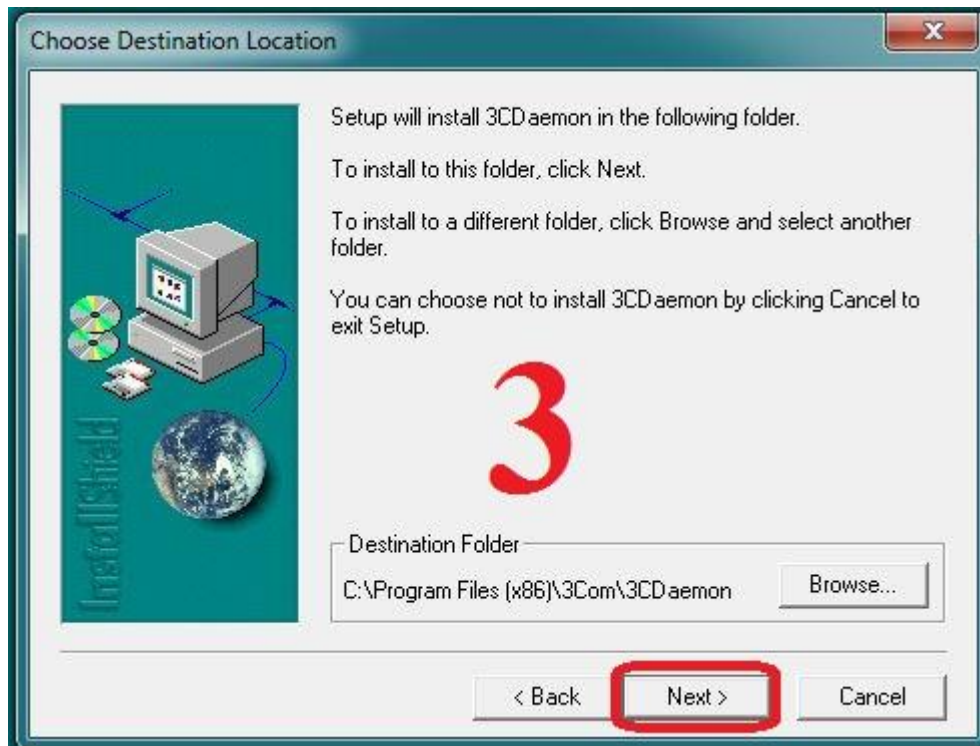 Choose Destination Location
Setup will install 3CDaemon in the following folder.
To install to this folder, click Next.
To install to a different folder, click Browse and select another
folder.
You can choose not to install 3CDaemon by clicking Cancel to
exit Setup.
3
InstallShield
Destination Folder
C:\Program Files (x86)\3Com\3CDaemon
Browse...
< Back
Next >
Cancel